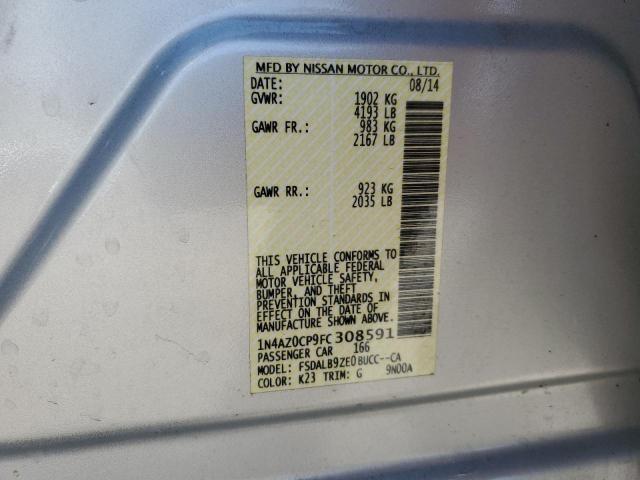 MFD BY NISSAN MOTOR CO., LTD.
DATE: 08/14
GVWR: 1902 KG
4193 LB
GAWR FR.: 983 KG
2167 LB
GAWR RR.: 923 KG
2035 LB
THIS VEHICLE CONFORMS TO
ALL APPLICABLE FEDERAL
MOTOR VEHICLE SAFETY,
BUMPER, AND THEFT
PREVENTION STANDARDS IN
EFFECT ON THE DATE OF
MANUFACTURE SHOWN ABOVE.
1N4AZ0CP9FC308591
PASSENGER CAR 166
MODEL: FSDALB9ZE0BUCC--CA
COLOR: K23 TRIM: G 9N00A